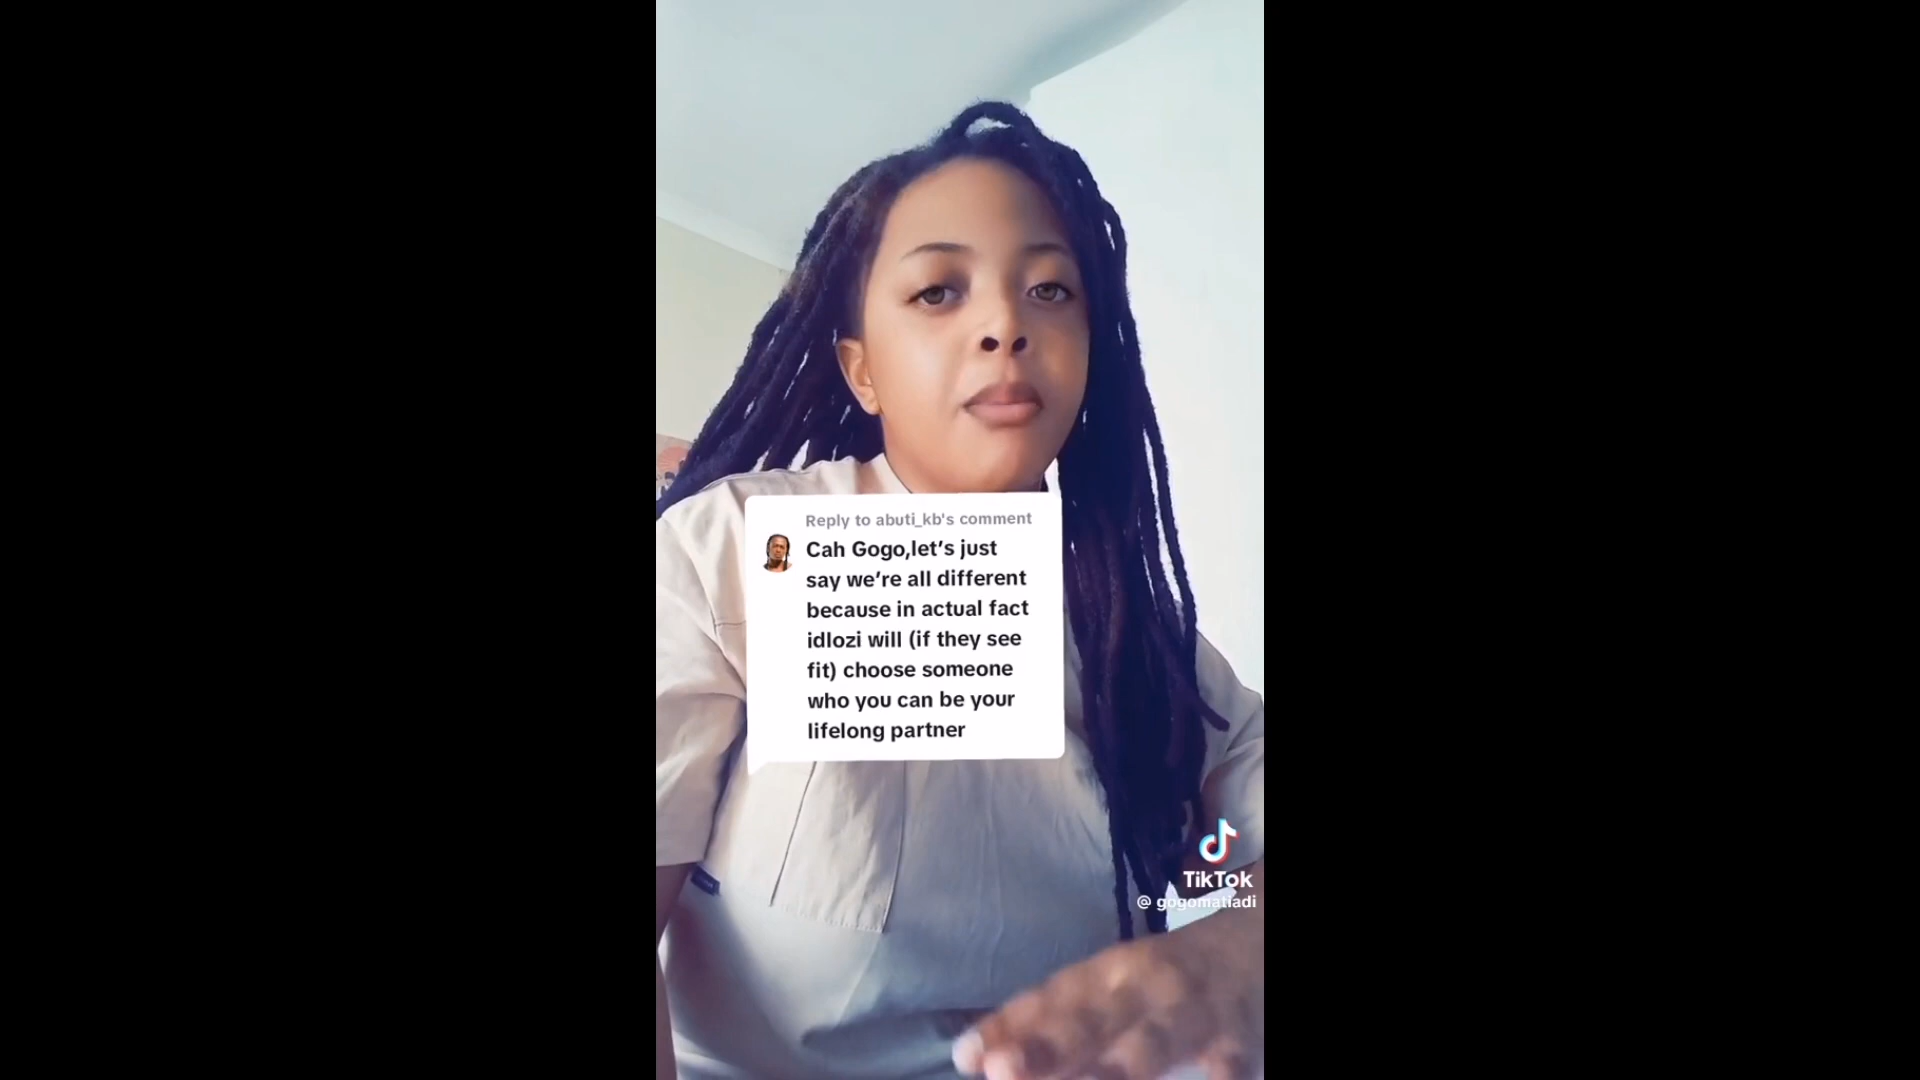 Reply to abuti_kb's comment
Cah Gogo,let’s just
say we’re all different
because in actual fact
idlozi will (if they see
fit) choose someone
who you can be your
lifelong partner
TikTok
@ gogomatladi